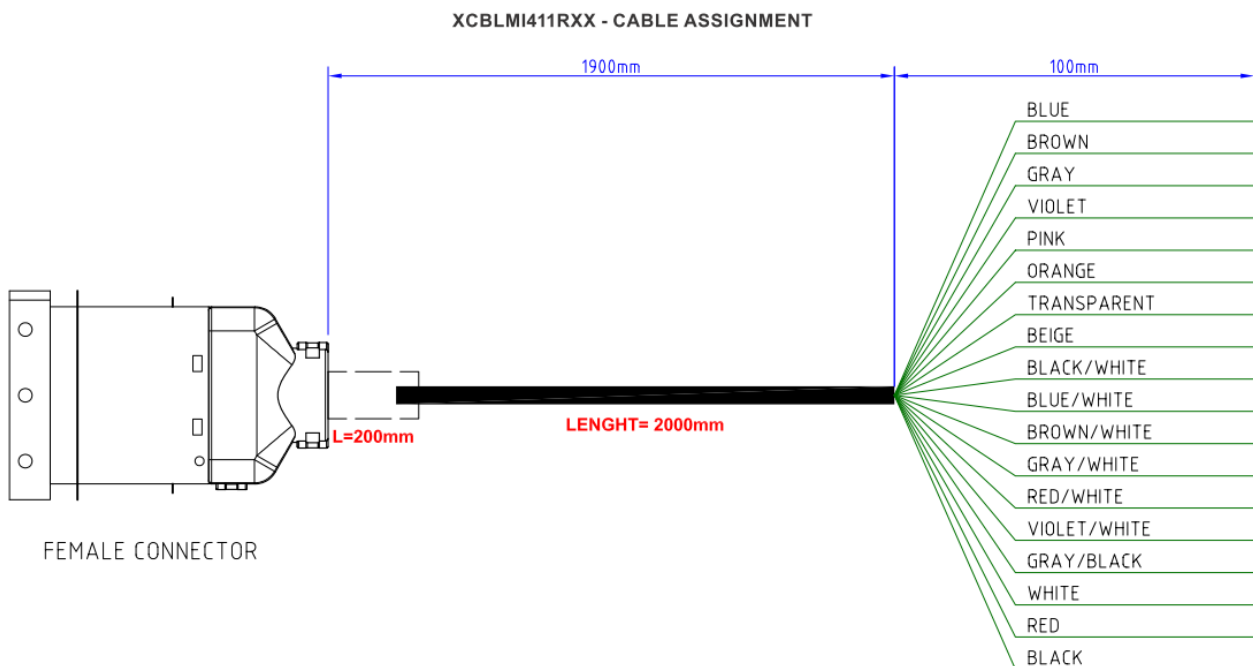 XCBLMI411RXX - CABLE ASSIGNMENT
1900mm
100mm
BLUE
BROWN
GRAY
VIOLET
PINK
ORANGE
TRANSPARENT
BEIGE
BLACK/WHITE
BLUE/WHITE
BROWN/WHITE
GRAY/WHITE
RED/WHITE
VIOLET/WHITE
GRAY/BLACK
WHITE
RED
BLACK
L=200mm
LENGHT= 2000mm
FEMALE CONNECTOR